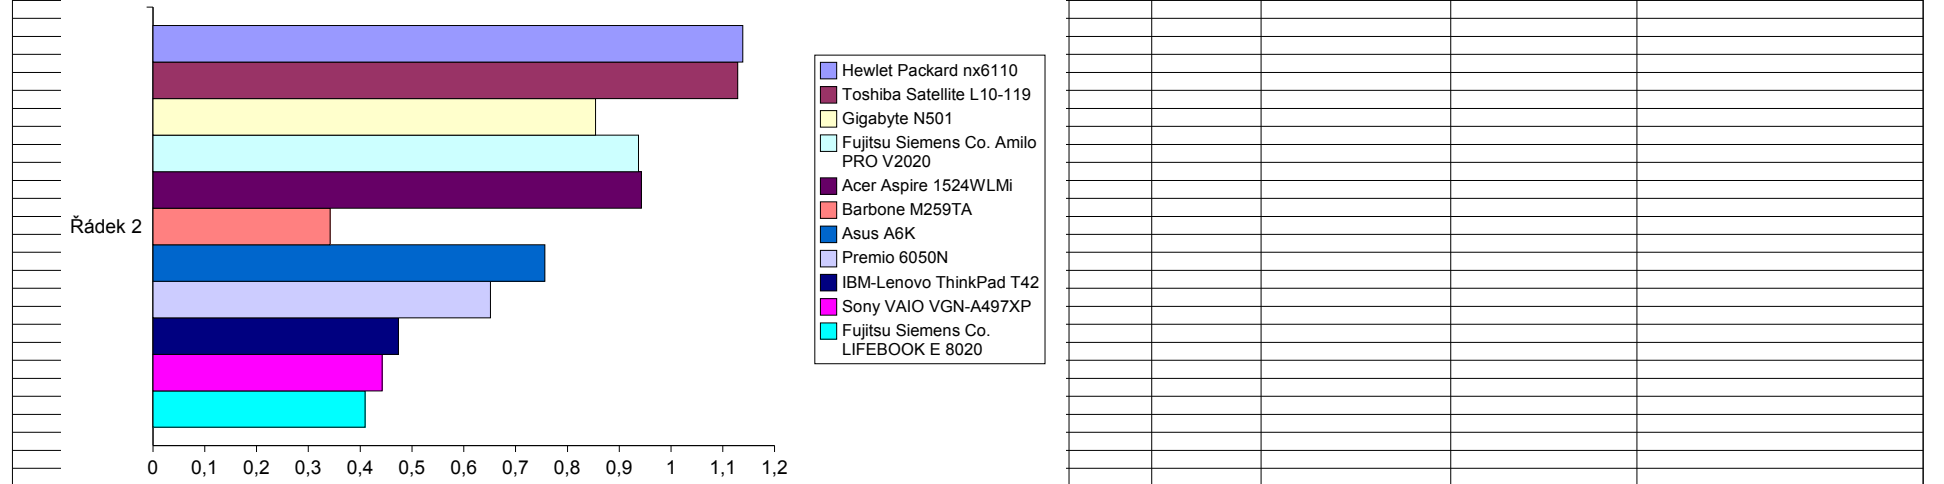 Hewlet Packard nx6110
Toshiba Satellite L10-119
Gigabyte N501
Fujitsu Siemens Co. Amilo
PRO V2020
Acer Aspire 1524WLMi
Barbone M259TA
Asus A6K
Premio 6050N
IBM-Lenovo ThinkPad T42
Sony VAIO VGN-A497XP
Fujitsu Siemens Co.
LIFEBOOK E 8020
Řádek 2
0 0,1 0,2 0,3 0,4 0,5 0,6 0,7 0,8 0,9 1 1,1 1,2